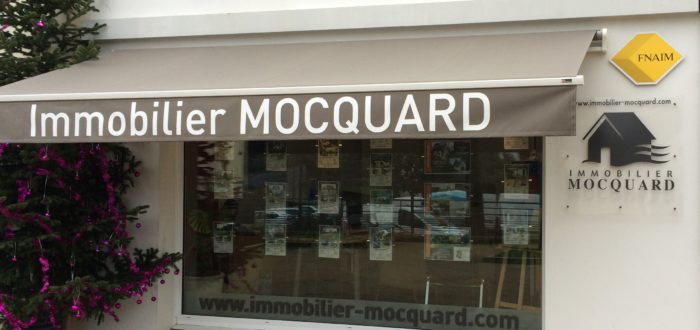 FNAIM
www.immobilier-mocquard.com
Immobilier MOCQUARD
IMMOBILIER
MOCQUARD
www.immobilier-mocquard.com